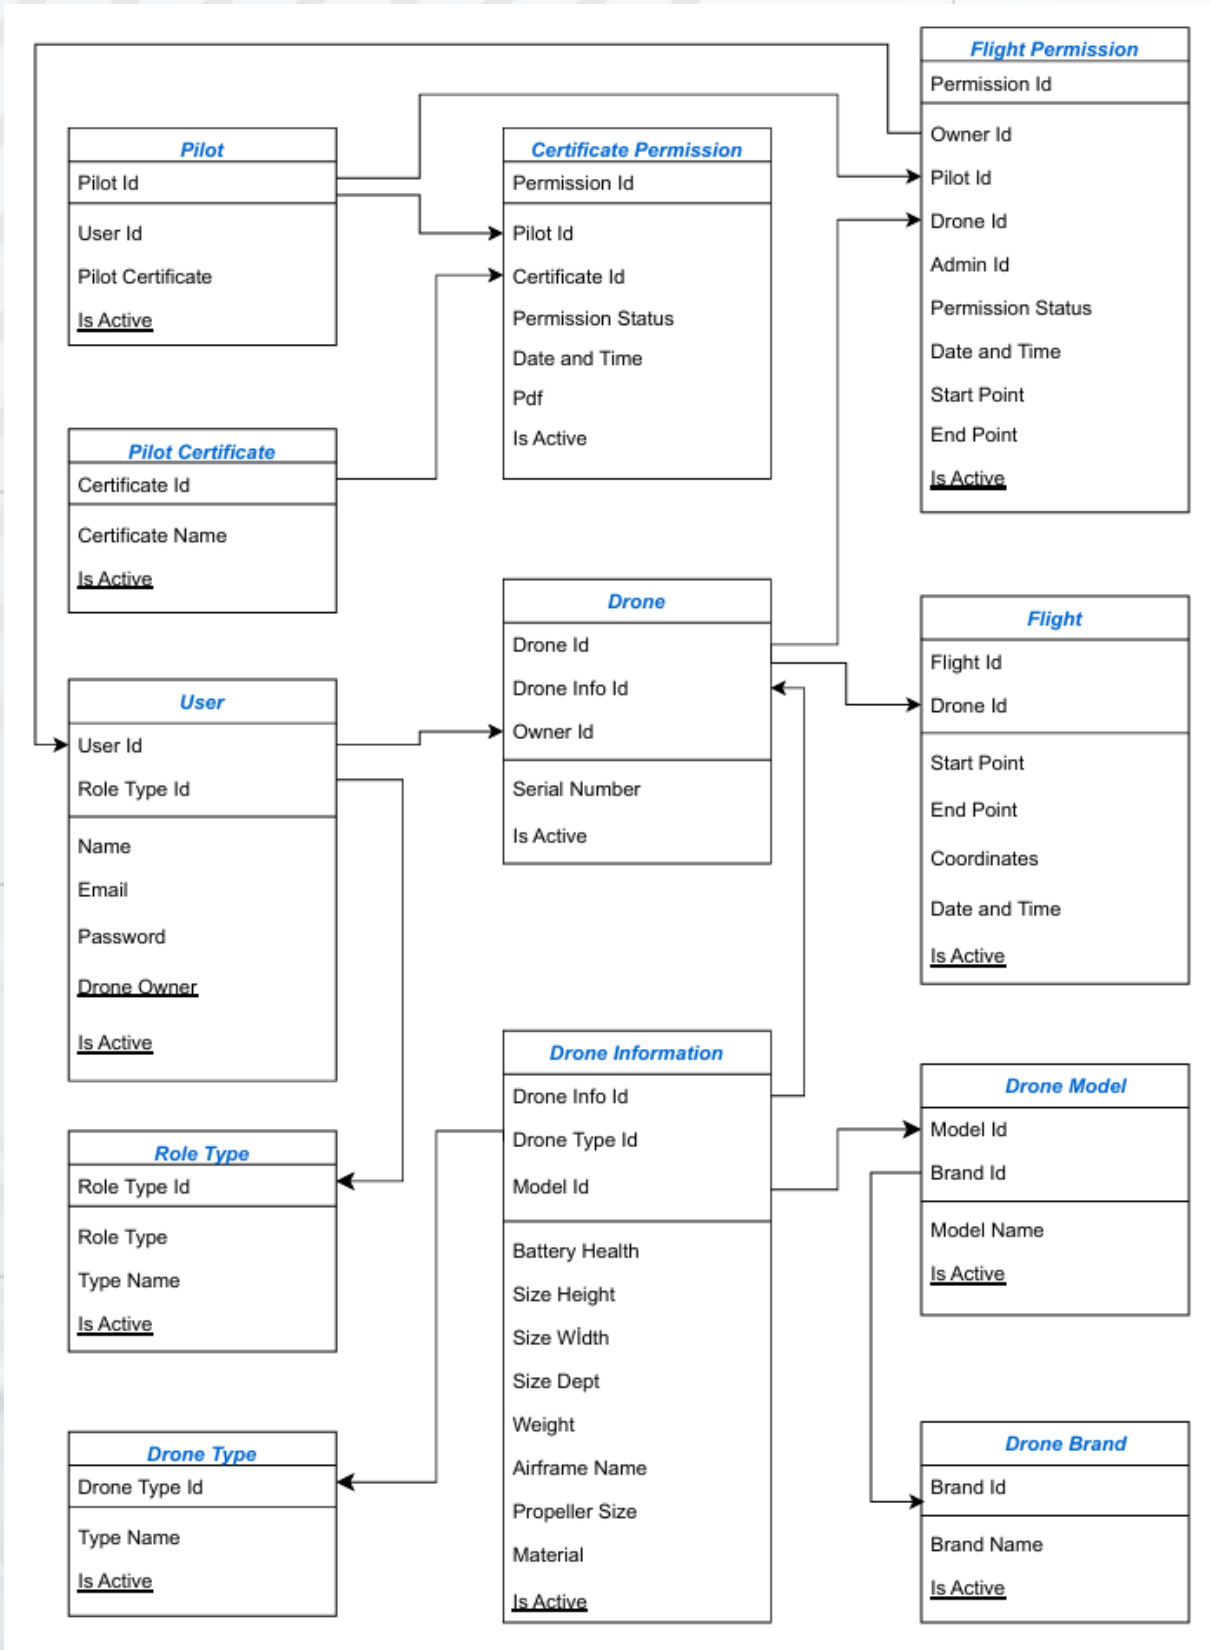 Flight Permission
Permission Id
Owner Id
Pilot Id
Drone Id
Admin Id
Permission Status
Date and Time
Start Point
End Point
Is Active
Pilot
Pilot Id
User Id
Pilot Certificate
Is Active
Certificate Permission
Permission Id
Pilot Id
Certificate Id
Permission Status
Date and Time
Pdf
Is Active
Pilot Certificate
Certificate Id
Certificate Name
Is Active
Drone
Drone Id
Drone Info Id
Owner Id
Serial Number
Is Active
Flight
Flight Id
Drone Id
Start Point
End Point
Coordinates
Date and Time
Is Active
User
User Id
Role Type Id
Name
Email
Password
Drone Owner
Is Active
Drone Information
Drone Info Id
Drone Type Id
Model Id
Battery Health
Size Height
Size Wİdth
Size Dept
Weight
Airframe Name
Propeller Size
Material
Is Active
Drone Model
Model Id
Brand Id
Model Name
Is Active
Role Type
Role Type Id
Role Type
Type Name
Is Active
Drone Type
Drone Type Id
Type Name
Is Active
Drone Brand
Brand Id
Brand Name
Is Active